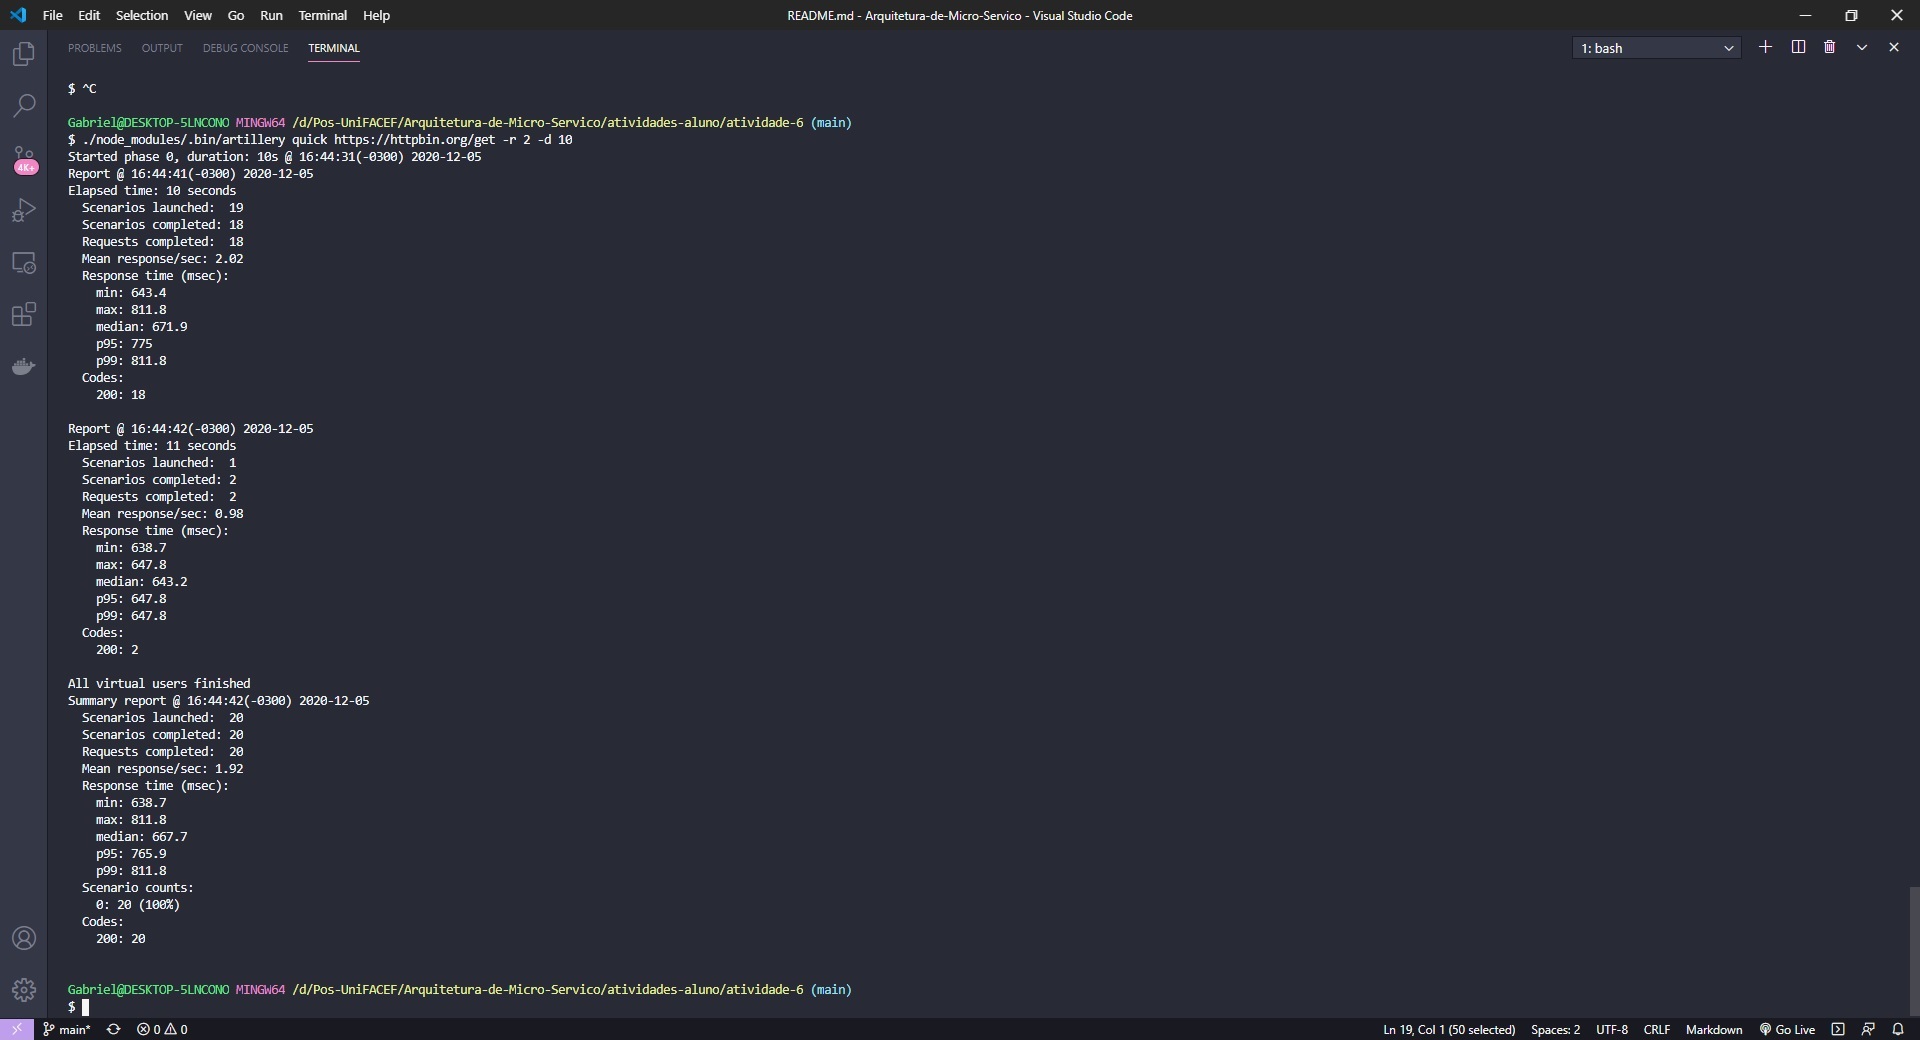 File Edit Selection View Go Run Terminal Help README.md - Arquitetura-de-Micro-Servico - Visual Studio Code
PROBLEMS OUTPUT DEBUG CONSOLE TERMINAL 1: bash
$ ^C
Gabriel@DESKTOP-5LNCONO MINGW64 /d/Pos-UniFACEF/Arquitetura-de-Micro-Servico/atividades-aluno/atividade-6 (main)
$ ./node_modules/.bin/artillery quick https://httpbin.org/get -r 2 -d 10
Started phase 0, duration: 10s @ 16:44:31(-0300) 2020-12-05
Report @ 16:44:41(-0300) 2020-12-05
Elapsed time: 10 seconds
Scenarios launched: 19
Scenarios completed: 18
Requests completed: 18
Mean response/sec: 2.02
Response time (msec):
min: 643.4
max: 811.8
median: 671.9
p95: 775
p99: 811.8
Codes:
200: 18
Report @ 16:44:42(-0300) 2020-12-05
Elapsed time: 11 seconds
Scenarios launched: 1
Scenarios completed: 2
Requests completed: 2
Mean response/sec: 0.98
Response time (msec):
min: 638.7
max: 647.8
median: 643.2
p95: 647.8
p99: 647.8
Codes:
200: 2
All virtual users finished
Summary report @ 16:44:42(-0300) 2020-12-05
Scenarios launched: 20
Scenarios completed: 20
Requests completed: 20
Mean response/sec: 1.92
Response time (msec):
min: 638.7
max: 811.8
median: 667.7
p95: 765.9
p99: 811.8
Scenario counts:
0: 20 (100%)
Codes:
200: 20
Gabriel@DESKTOP-5LNCONO MINGW64 /d/Pos-UniFACEF/Arquitetura-de-Micro-Servico/atividades-aluno/atividade-6 (main)
$
4K+
main* 0 0 Ln 19, Col 1 (50 selected) Spaces: 2 UTF-8 CRLF Markdown Go Live